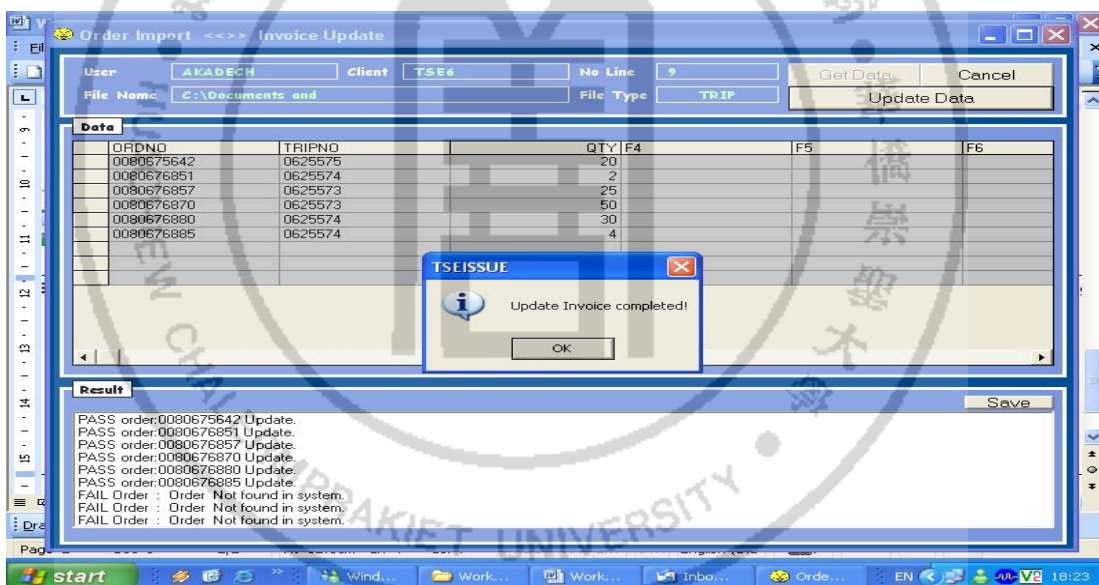 Order Import <<>> Invoice Update
User AKADECH Client TSE6 No Line 9 Get Data Cancel
File Name C:\Documents and File Type TRIP Update Data
Data
ORDNO TRIPNO QTY F4 F5 F6
0080675642 0625575 20
0080676851 0625574 2
0080676857 0625573 25
0080676870 0625573 50
0080676880 0625574 30
0080676885 0625574 4
TSEISSUE
Update Invoice completed!
OK
Result
Save
PASS order:0080675642 Update.
PASS order:0080676851 Update.
PASS order:0080676857 Update.
PASS order:0080676870 Update.
PASS order:0080676880 Update.
PASS order:0080676885 Update.
FAIL Order : Order Not found in system.
FAIL Order : Order Not found in system.
FAIL Order : Order Not found in system.
UNIVERSITY
start Wind... Work... Work... Inbo... Orde... EN 18:23